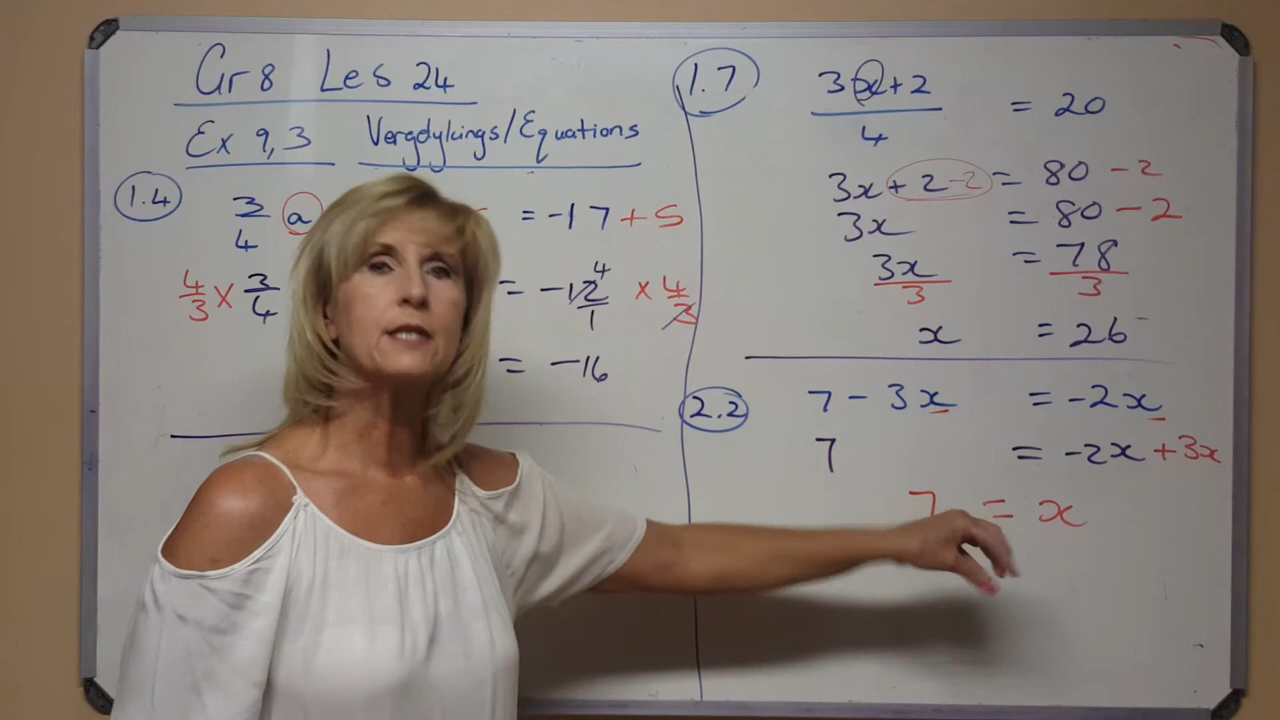 Gr 8 Les 24
Ex 9,3 Vergelykings/Equations
1.4 3/4 a = -17 + 5
4/3 × 3/4 = -12/1 4 × 4/3
= -16
1.7 (3x+2)/4 = 20
3x + 2 - 2 = 80 - 2
3x = 80 - 2
3x/3 = 78/3
x = 26
2.2 7 - 3x = -2x
7 = -2x + 3x
7 = x